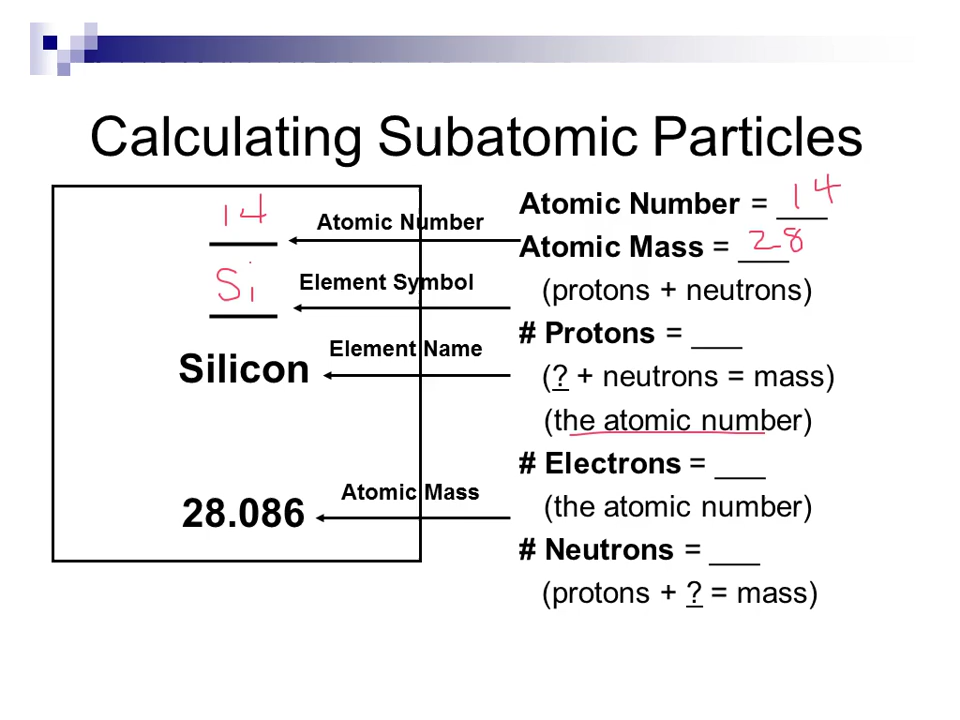 Calculating Subatomic Particles
14
Atomic Number
Si
Element Symbol
Silicon
Element Name
28.086
Atomic Mass
Atomic Number = 14
Atomic Mass = 28
(protons + neutrons)
# Protons = ___
(? + neutrons = mass)
(the atomic number)
# Electrons = ___
(the atomic number)
# Neutrons = ___
(protons + ? = mass)